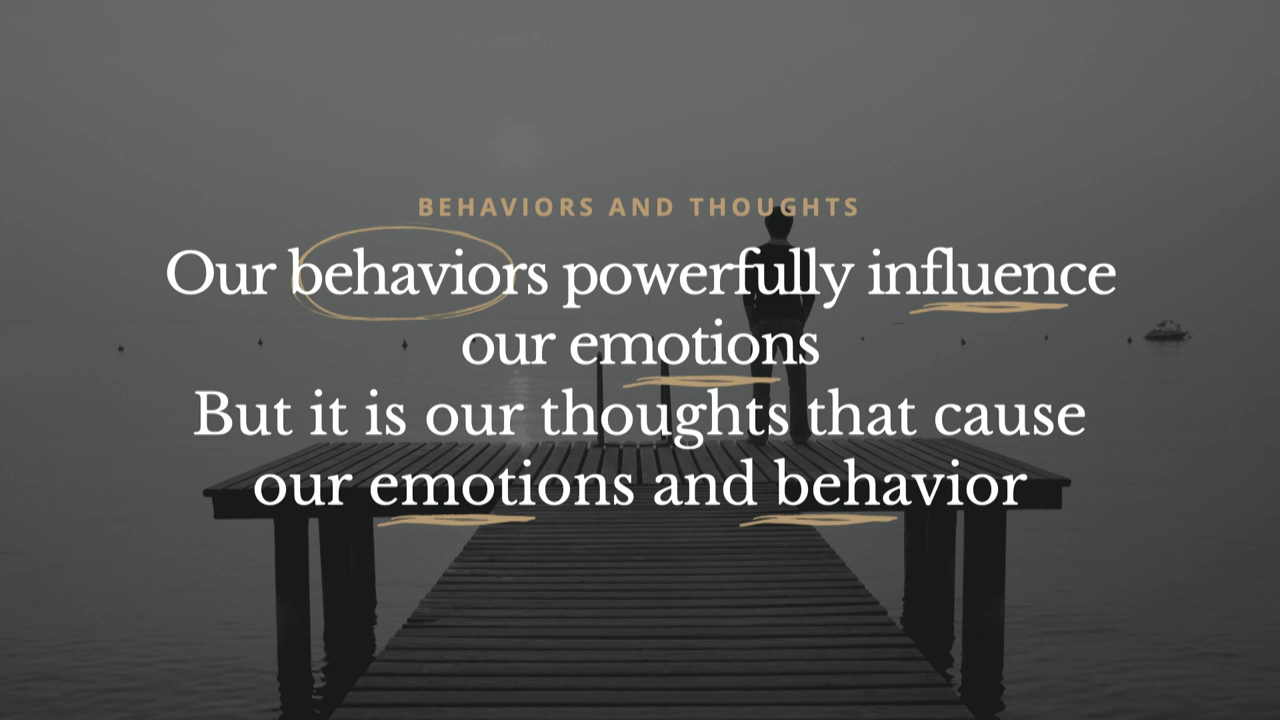 BEHAVIORS AND THOUGHTS
Our behaviors powerfully influence
our emotions
But it is our thoughts that cause
our emotions and behavior